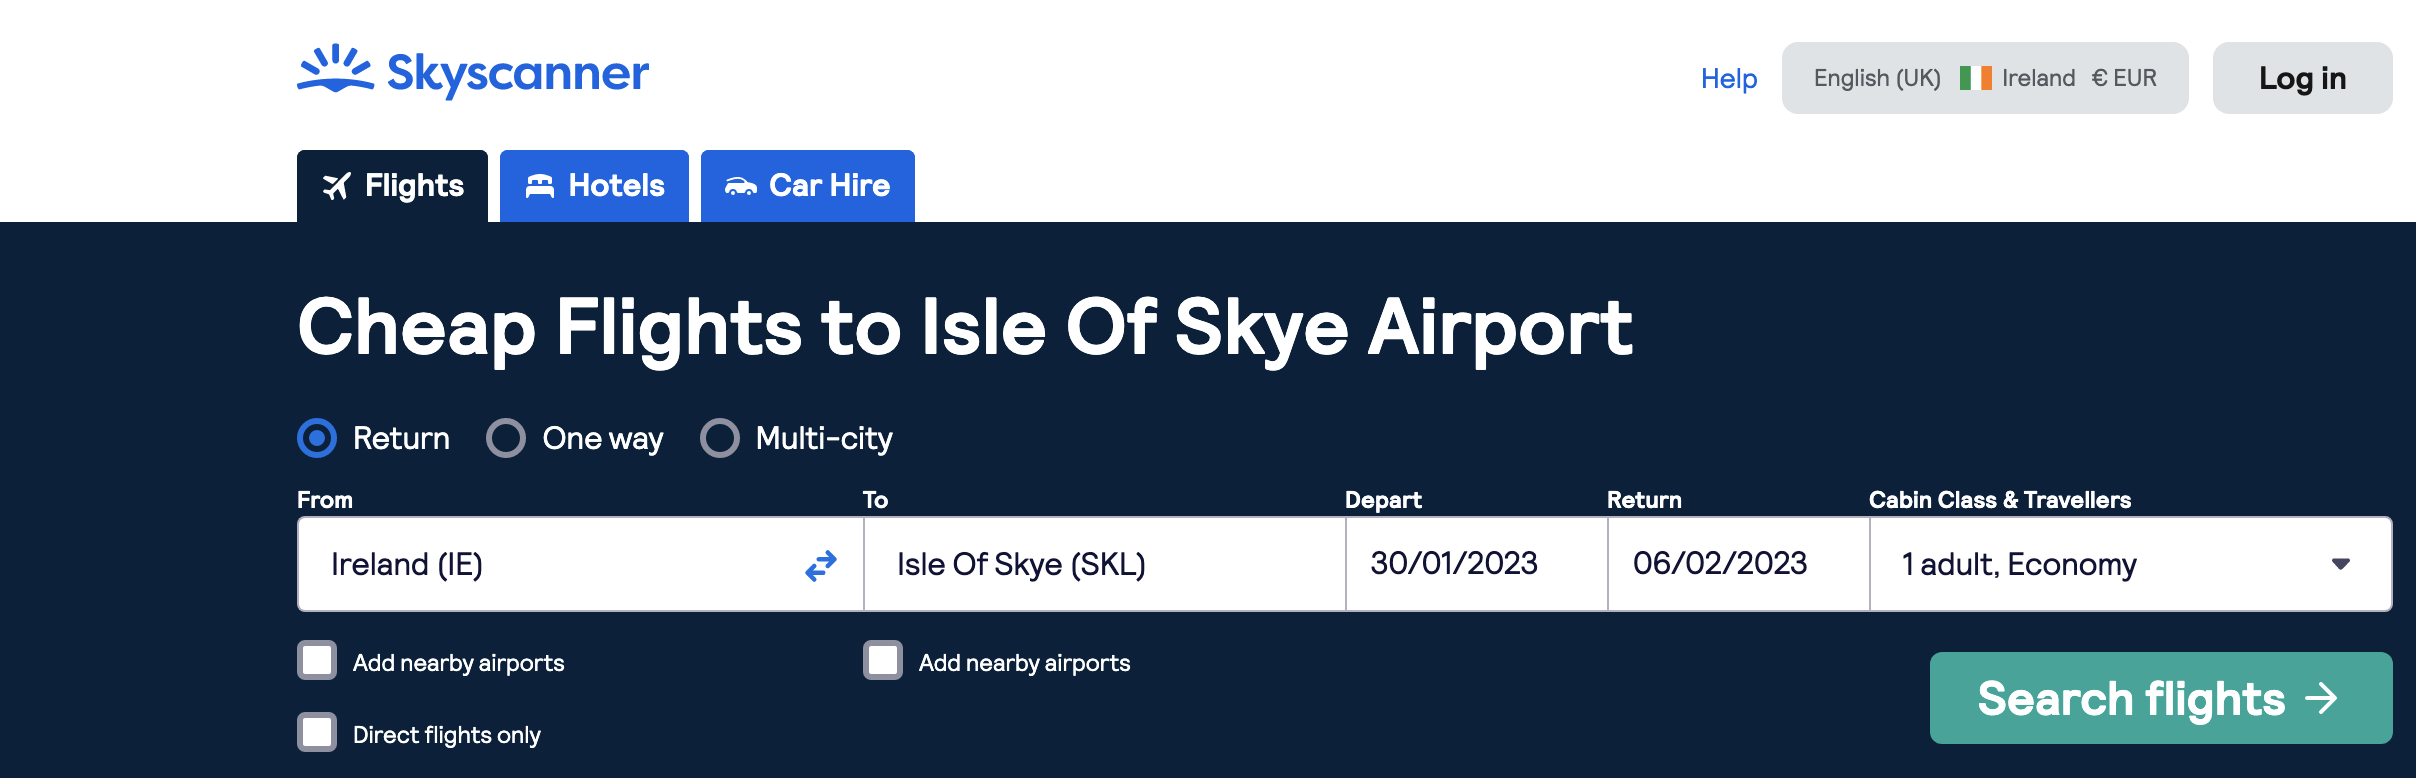 Skyscanner
Help
English (UK) Ireland € EUR
Log in
Flights
Hotels
Car Hire
Cheap Flights to Isle Of Skye Airport
Return
One way
Multi-city
From
To
Depart
Return
Cabin Class & Travellers
Ireland (IE)
Isle Of Skye (SKL)
30/01/2023
06/02/2023
1 adult, Economy
Add nearby airports
Add nearby airports
Direct flights only
Search flights